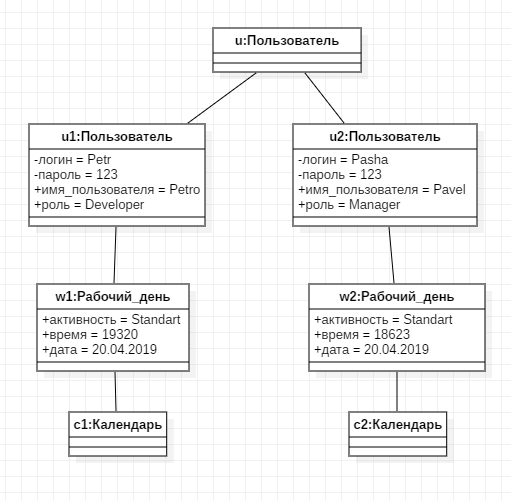 u:Пользователь
u1:Пользователь
-логин = Petr
-пароль = 123
+имя_пользователя = Petro
+роль = Developer
u2:Пользователь
-логин = Pasha
-пароль = 123
+имя_пользователя = Pavel
+роль = Manager
w1:Рабочий_день
+активность = Standart
+время = 19320
+дата = 20.04.2019
w2:Рабочий_день
+активность = Standart
+время = 18623
+дата = 20.04.2019
c1:Календарь
c2:Календарь